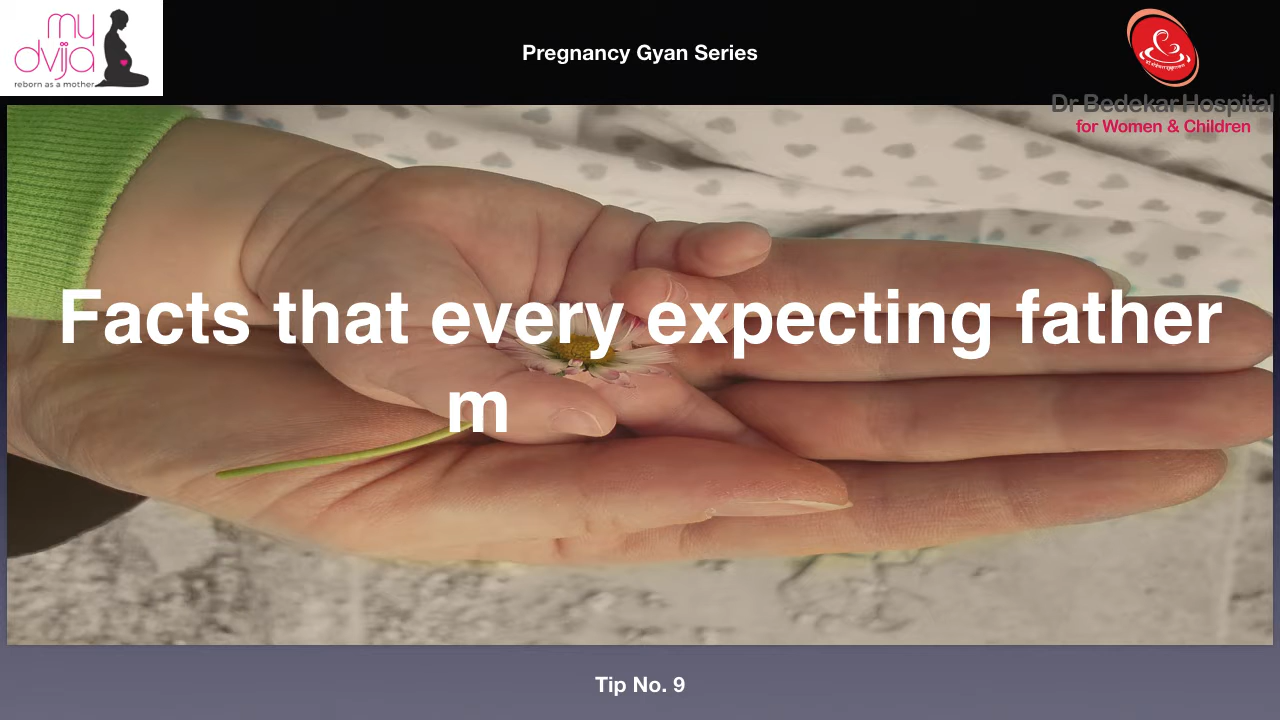 my
dvija
reborn as a mother
Pregnancy Gyan Series
Dr Bedekar Hospital
for Women & Children
Facts that every expecting father
m
Tip No. 9